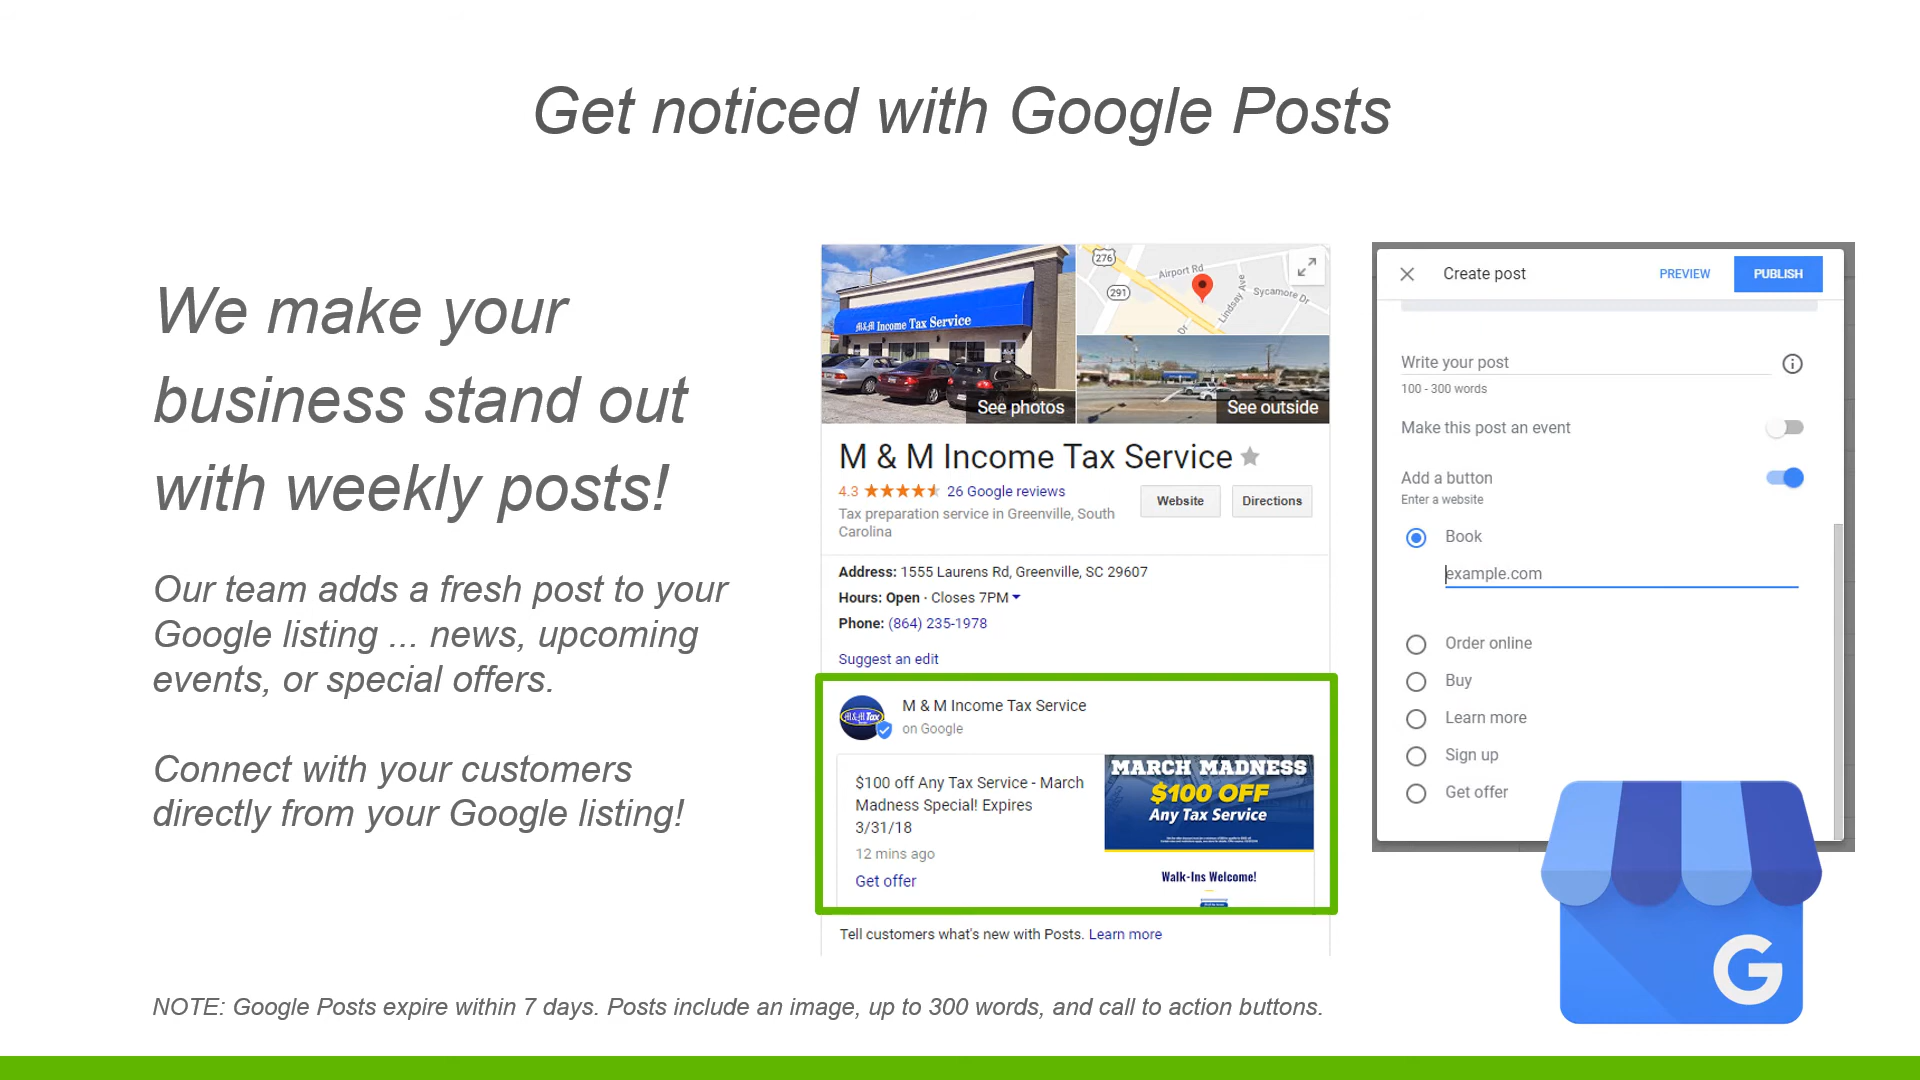 Get noticed with Google Posts
We make your
business stand out
with weekly posts!
Our team adds a fresh post to your
Google listing ... news, upcoming
events, or special offers.
Connect with your customers
directly from your Google listing!
M&M Income Tax Service
See photos
276
291
Airport Rd
Lindsay Ave
Sycamore Dr
Dr
See outside
M & M Income Tax Service
4.3 26 Google reviews
Tax preparation service in Greenville, South
Carolina
Website
Directions
Address: 1555 Laurens Rd, Greenville, SC 29607
Hours: Open · Closes 7PM
Phone: (864) 235-1978
Suggest an edit
M&M Tax
M & M Income Tax Service
on Google
$100 off Any Tax Service - March
Madness Special! Expires
3/31/18
12 mins ago
Get offer
MARCH MADNESS
$100 OFF
Any Tax Service
Walk-Ins Welcome!
Tell customers what's new with Posts. Learn more
Create post
PREVIEW
PUBLISH
Write your post
100 - 300 words
Make this post an event
Add a button
Enter a website
Book
example.com
Order online
Buy
Learn more
Sign up
Get offer
G
NOTE: Google Posts expire within 7 days. Posts include an image, up to 300 words, and call to action buttons.